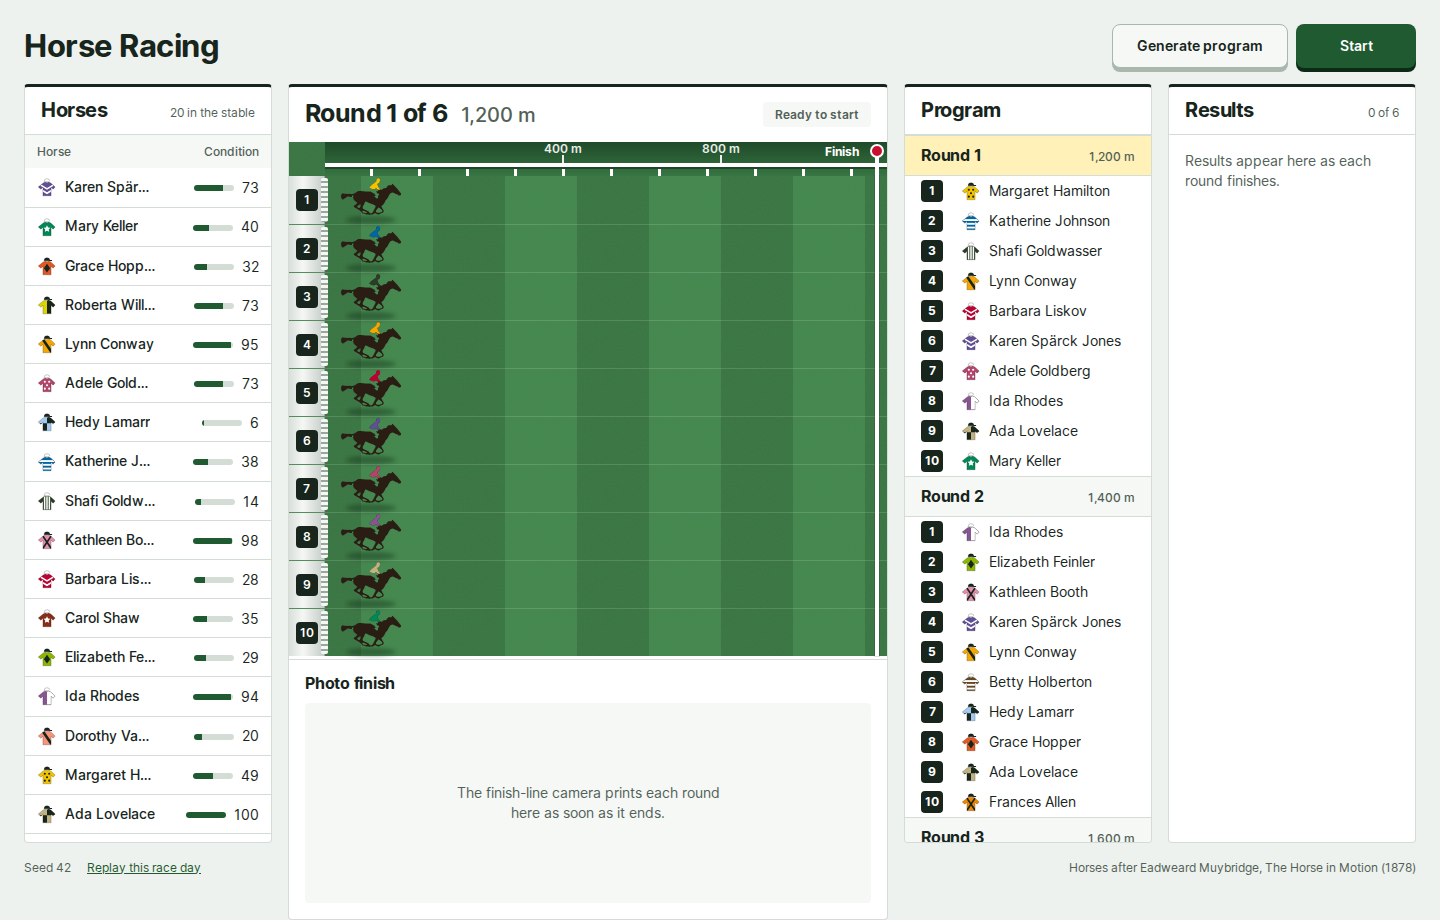 Horse Racing
Generate program
Start
Horses
20 in the stable
Horse Condition
Karen Spär... 73
Mary Keller 40
Grace Hopp... 32
Roberta Will... 73
Lynn Conway 95
Adele Gold... 73
Hedy Lamarr 6
Katherine J... 38
Shafi Goldw... 14
Kathleen Bo... 98
Barbara Lis... 28
Carol Shaw 35
Elizabeth Fe... 29
Ida Rhodes 94
Dorothy Va... 20
Margaret H... 49
Ada Lovelace 100
Round 1 of 6 1,200 m
Ready to start
400 m 800 m Finish
1
2
3
4
5
6
7
8
9
10
Photo finish
The finish-line camera prints each round
here as soon as it ends.
Program
Round 1 1,200 m
1 Margaret Hamilton
2 Katherine Johnson
3 Shafi Goldwasser
4 Lynn Conway
5 Barbara Liskov
6 Karen Spärck Jones
7 Adele Goldberg
8 Ida Rhodes
9 Ada Lovelace
10 Mary Keller
Round 2 1,400 m
1 Ida Rhodes
2 Elizabeth Feinler
3 Kathleen Booth
4 Karen Spärck Jones
5 Lynn Conway
6 Betty Holberton
7 Hedy Lamarr
8 Grace Hopper
9 Ada Lovelace
10 Frances Allen
Round 3 1,600 m
Results
0 of 6
Results appear here as each
round finishes.
Seed 42 Replay this race day
Horses after Eadweard Muybridge, The Horse in Motion (1878)